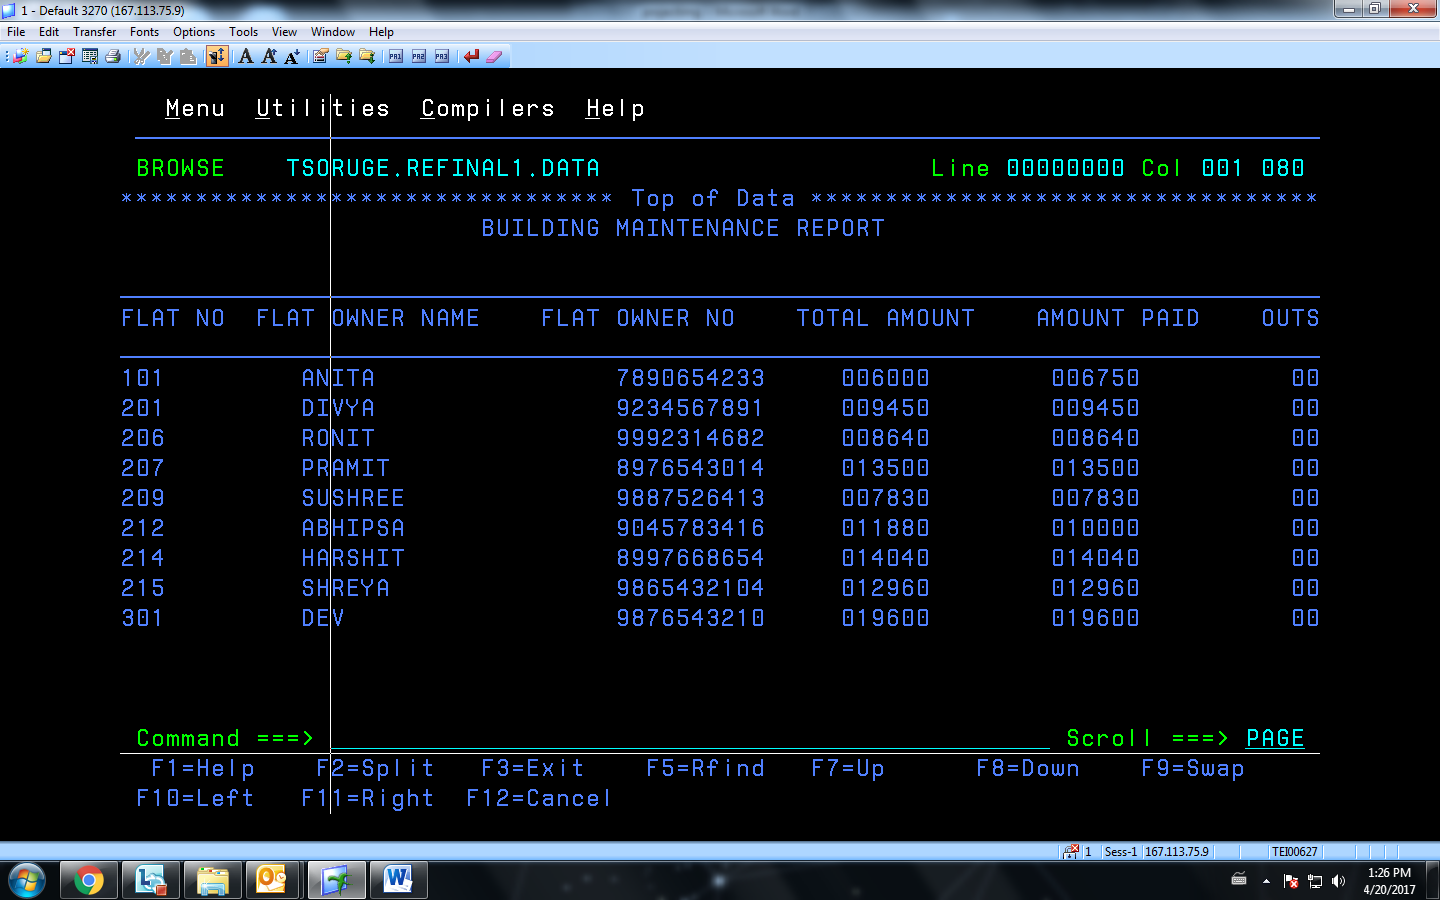 1 - Default 3270 (167.113.75.9)
File Edit Transfer Fonts Options Tools View Window Help
PA1 PA2 PA3
Menu Utilities Compilers Help
BROWSE TSORUGE.REFINAL1.DATA Line 00000000 Col 001 080
********************************* Top of Data **********************************
BUILDING MAINTENANCE REPORT
FLAT NO FLAT OWNER NAME FLAT OWNER NO TOTAL AMOUNT AMOUNT PAID OUTS
101 ANITA 7890654233 006000 006750 00
201 DIVYA 9234567891 009450 009450 00
206 RONIT 9992314682 008640 008640 00
207 PRAMIT 8976543014 013500 013500 00
209 SUSHREE 9887526413 007830 007830 00
212 ABHIPSA 9045783416 011880 010000 00
214 HARSHIT 8997668654 014040 014040 00
215 SHREYA 9865432104 012960 012960 00
301 DEV 9876543210 019600 019600 00
Command ===> Scroll ===> PAGE
F1=Help F2=Split F3=Exit F5=Rfind F7=Up F8=Down F9=Swap
F10=Left F11=Right F12=Cancel
1 Sess-1 167.113.75.9 TEI00627
1:26 PM
4/20/2017